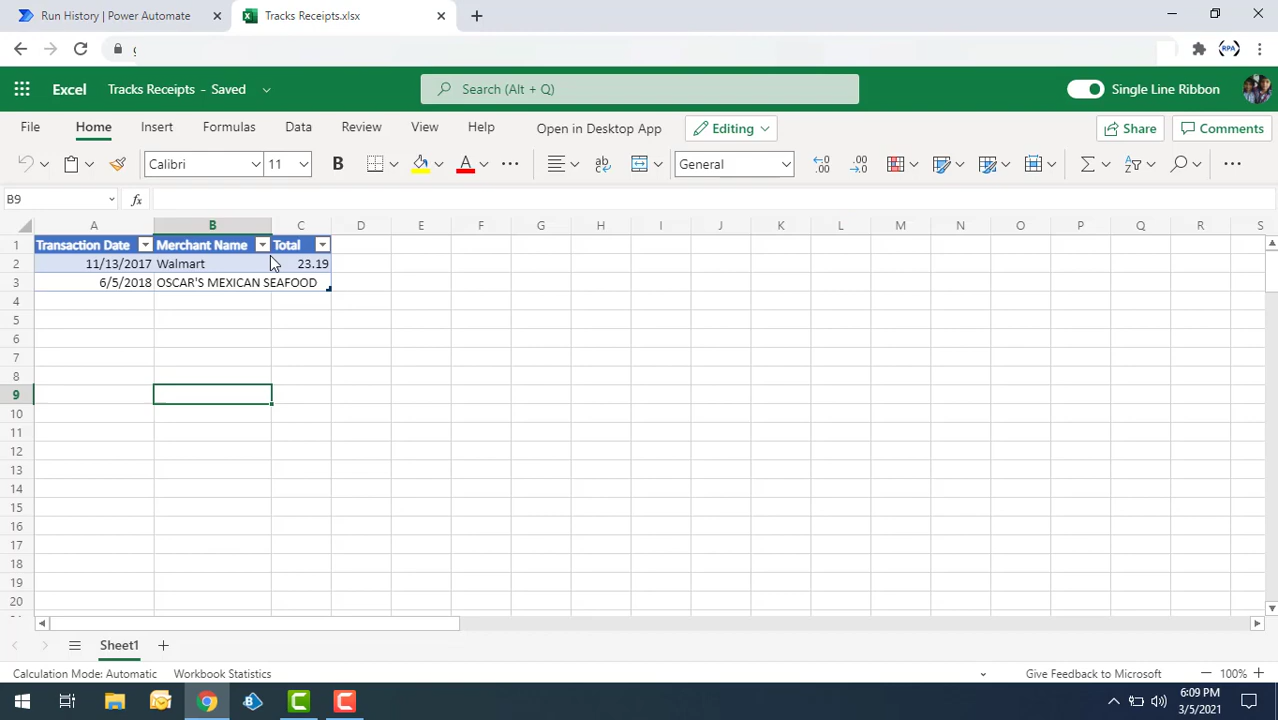 Run History | Power Automate
Tracks Receipts.xlsx
RPA
Excel
Tracks Receipts - Saved
Search (Alt + Q)
Single Line Ribbon
File Home Insert Formulas Data Review View Help Open in Desktop App Editing Share Comments
Calibri 11 B A General .00 .00
B9 fx
A B C D E F G H I J K L M N O P Q R S
1 Transaction Date Merchant Name Total
2 11/13/2017 Walmart 23.19
3 6/5/2018 OSCAR'S MEXICAN SEAFOOD
4
5
6
7
8
9
10
11
12
13
14
15
16
17
18
19
20
Sheet1
Calculation Mode: Automatic Workbook Statistics Give Feedback to Microsoft 100%
6:09 PM
3/5/2021